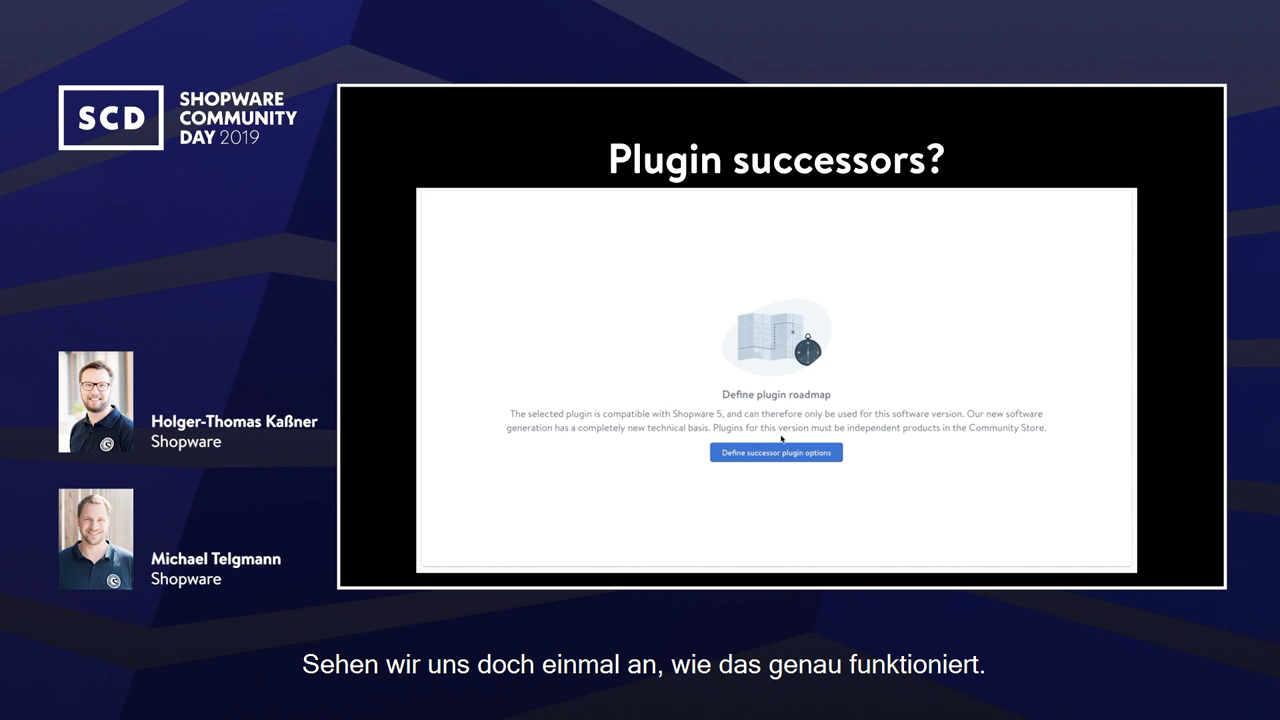 SCD
SHOPWARE
COMMUNITY
DAY 2019
Plugin successors?
Define plugin roadmap
The selected plugin is compatible with Shopware 5, and can therefore only be used for this software version. Our new software
generation has a completely new technical basis. Plugins for this version must be independent products in the Community Store.
Define successor plugin options
Holger-Thomas Kaßner
Shopware
Michael Telgmann
Shopware
Sehen wir uns doch einmal an, wie das genau funktioniert.